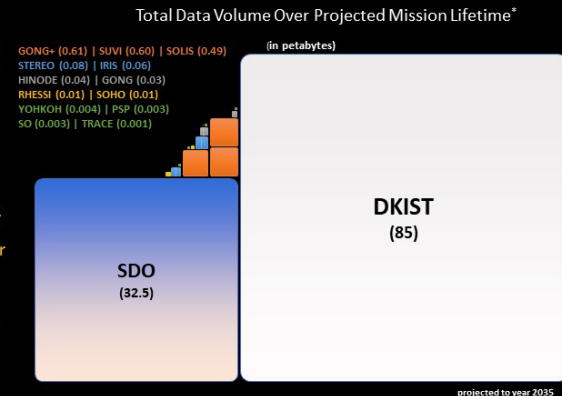 Total Data Volume Over Projected Mission Lifetime*
(in petabytes)
GONG+ (0.61) | SUVI (0.60) | SOLIS (0.49)
STEREO (0.08) | IRIS (0.06)
HINODE (0.04) | GONG (0.03)
RHESSI (0.01) | SOHO (0.01)
YOHKOH (0.004) | PSP (0.003)
SO (0.003) | TRACE (0.001)
DKIST
(85)
SDO
(32.5)
projected to year 2035